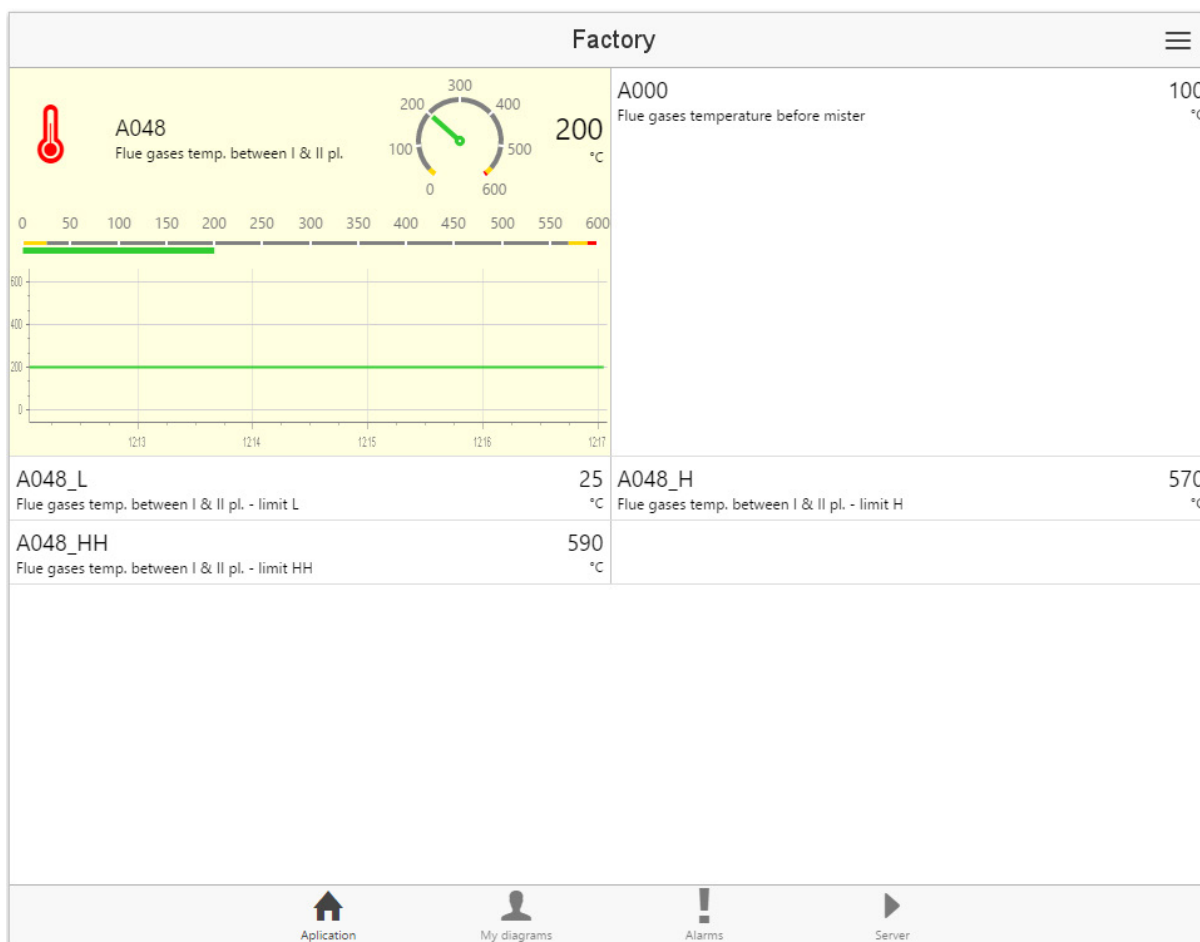 Factory
A048
Flue gases temp. between I & II pl.
0
100
200
300
400
500
600
200
°C
0 50 100 150 200 250 300 350 400 450 500 550 600
600
400
200
0
12:13 12:14 12:15 12:16 12:17
A000
Flue gases temperature before mister
100
°C
A048_L
Flue gases temp. between I & II pl. - limit L
25
°C
A048_H
Flue gases temp. between I & II pl. - limit H
570
°C
A048_HH
Flue gases temp. between I & II pl. - limit HH
590
°C
Aplication
My diagrams
Alarms
Server